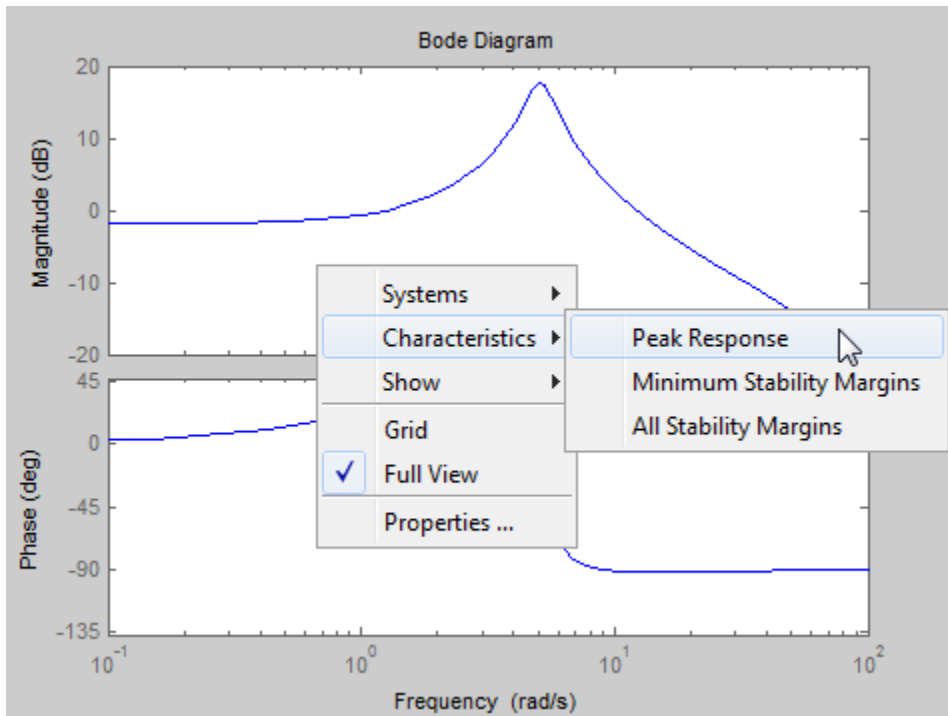 Bode Diagram
Magnitude (dB)
20
10
0
-10
-20
Systems
Characteristics
Show
Grid
Full View
Properties ...
Peak Response
Minimum Stability Margins
All Stability Margins
Phase (deg)
45
0
-45
-90
-135
10^-1
10^0
10^1
10^2
Frequency (rad/s)